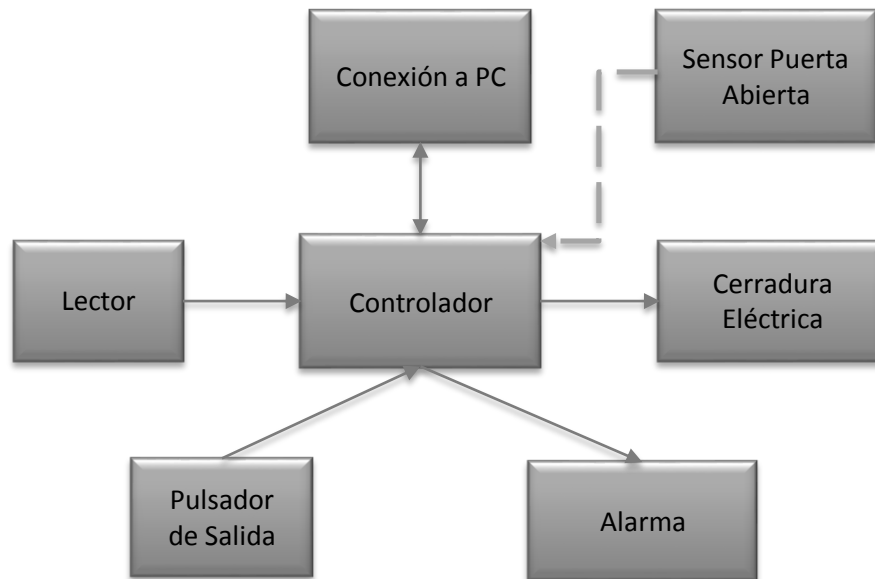 Conexión a PC
Sensor Puerta
Abierta
Lector
Controlador
Cerradura
Eléctrica
Pulsador
de Salida
Alarma